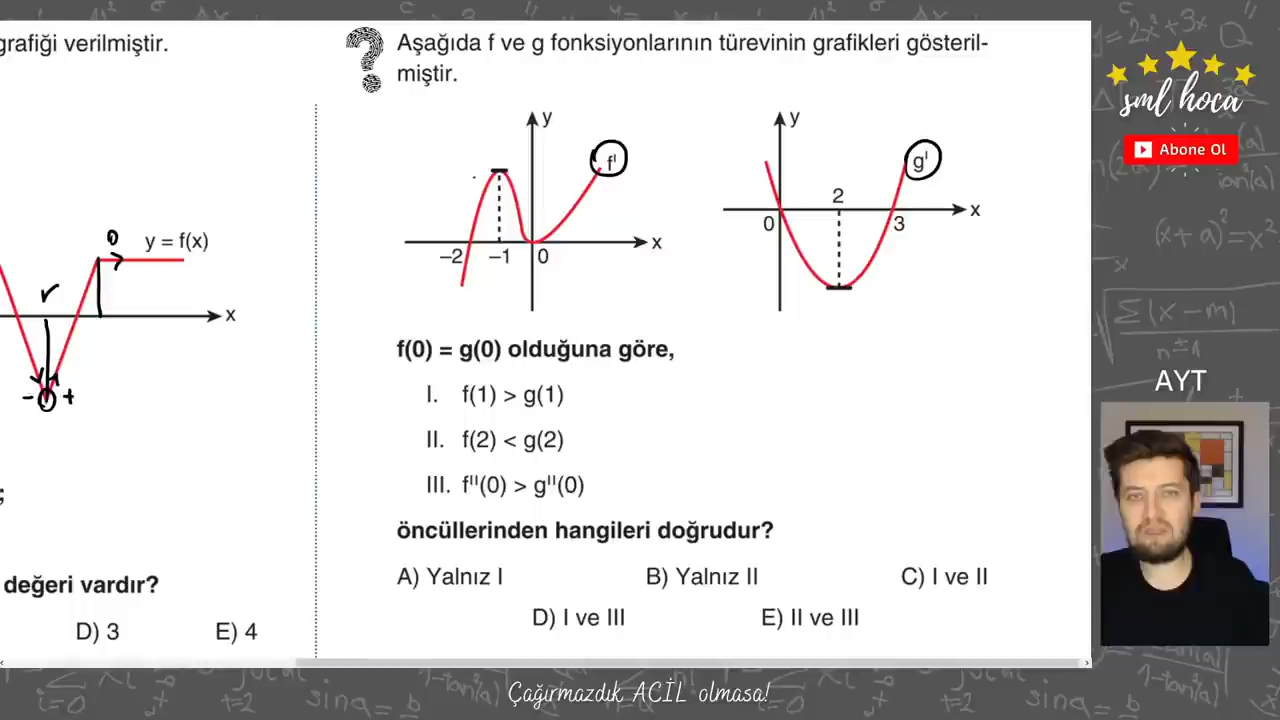 grafiği verilmiştir.
0
y = f(x)
x
- 0 +
değeri vardır?
D) 3
E) 4
Aşağıda f ve g fonksiyonlarının türevinin grafikleri gösteril-
miştir.
y
f'
x
–2
–1
0
y
g'
2
x
0
3
f(0) = g(0) olduğuna göre,
I. f(1) > g(1)
II. f(2) < g(2)
III. f''(0) > g''(0)
öncüllerinden hangileri doğrudur?
A) Yalnız I
B) Yalnız II
C) I ve II
D) I ve III
E) II ve III
sml hoca
Abone Ol
AYT
Çağırmazdık ACİL olmasa!